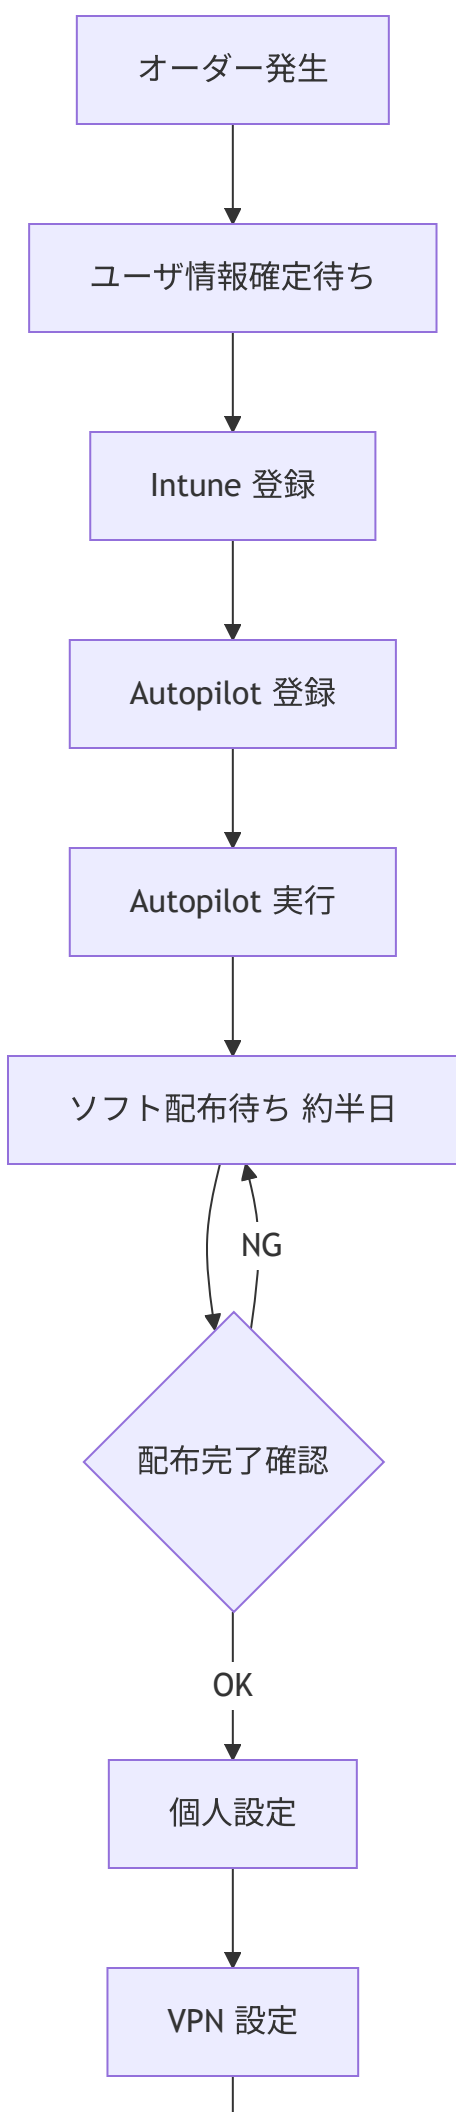 オーダー発生
ユーザ情報確定待ち
Intune 登録
Autopilot 登録
Autopilot 実行
ソフト配布待ち 約半日
NG
配布完了確認
OK
個人設定
VPN 設定